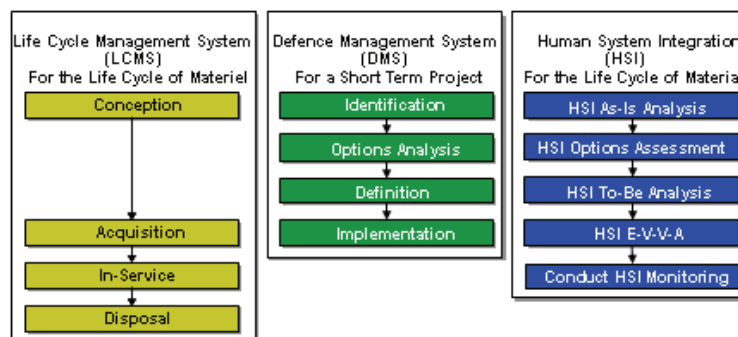 Life Cycle Management System
(LCMS)
For the Life Cycle of Materiel
Conception
Acquisition
In-Service
Disposal
Defence Management System
(DMS)
For a Short Term Project
Identification
Options Analysis
Definition
Implementation
Human System Integration
(HSI)
For the Life Cycle of Material
HSI As-Is Analysis
HSI Options Assessment
HSI To-Be Analysis
HSI E-V-V-A
Conduct HSI Monitoring